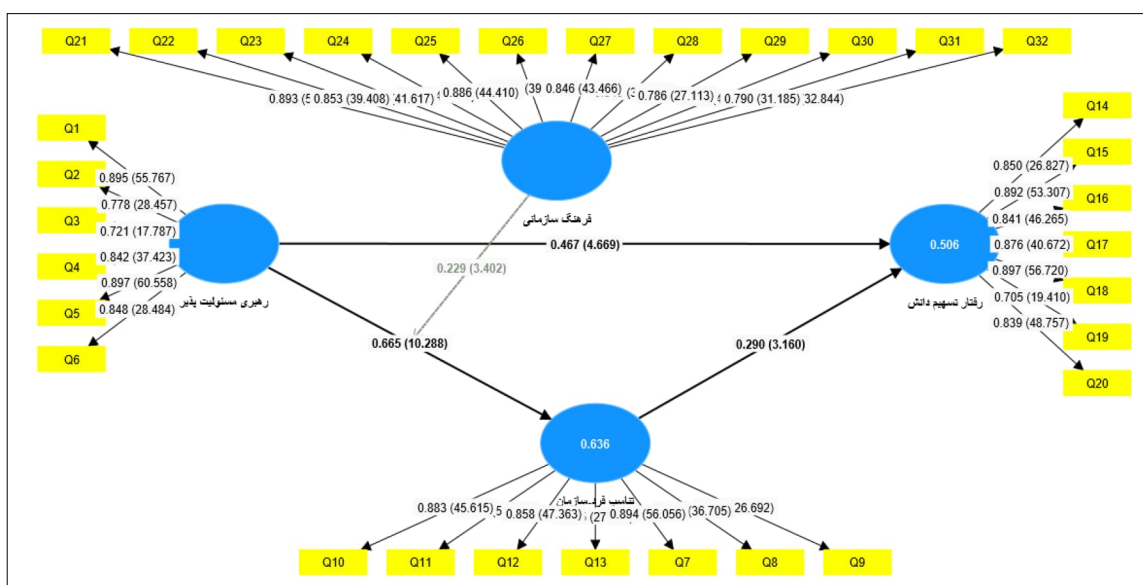 Q21 Q22 Q23 Q24 Q25 Q26 Q27 Q28 Q29 Q30 Q31 Q32
0.893 0.853 (39.408) 41.617) 0.886 (44.410) 0.846 (43.466) 0.786 (27.113) 0.790 (31.185) 32.844)
فرهنگ سازمانی
Q1
Q2
Q3
Q4
Q5
Q6
0.895 (55.767)
0.778 (28.457)
0.721 (17.787)
0.842 (37.423)
0.897 (60.558)
0.848 (28.484)
رهبری مسئولیت پذیر
0.467 (4.669)
0.229 (3.402)
0.665 (10.288)
0.290 (3.160)
0.506
رفتار تسهیم دانش
Q14
Q15
Q16
Q17
Q18
Q19
Q20
0.850 (26.827)
0.892 (53.307)
0.841 (46.265)
0.876 (40.672)
0.897 (56.720)
0.705 (19.410)
0.839 (48.757)
0.636
تناسب فرد سازمان
0.883 (45.615) 0.858 (47.363) 0.894 (56.056) (36.705) 26.692)
Q10 Q11 Q12 Q13 Q7 Q8 Q9